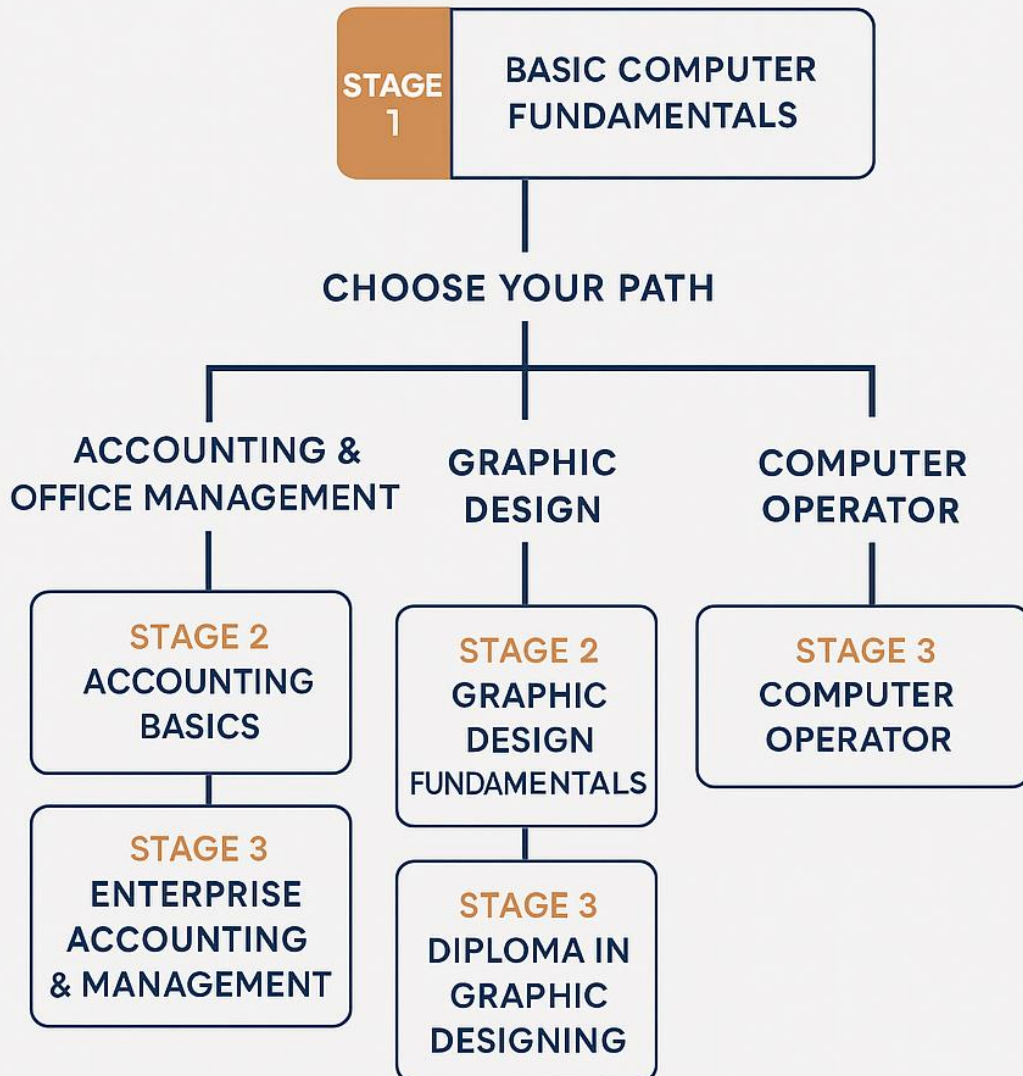 STAGE
1
BASIC COMPUTER
FUNDAMENTALS
CHOOSE YOUR PATH
ACCOUNTING &
OFFICE MANAGEMENT
STAGE 2
ACCOUNTING
BASICS
STAGE 3
ENTERPRISE
ACCOUNTING
& MANAGEMENT
GRAPHIC
DESIGN
STAGE 2
GRAPHIC
DESIGN
FUNDAMENTALS
STAGE 3
DIPLOMA IN
GRAPHIC
DESIGNING
COMPUTER
OPERATOR
STAGE 3
COMPUTER
OPERATOR